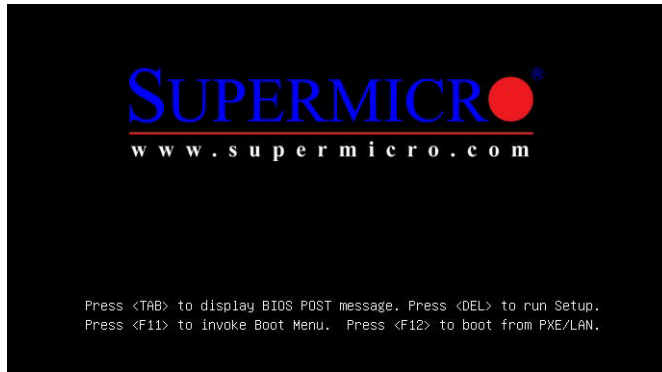 SUPERMICRO®
www.supermicro.com
Press <TAB> to display BIOS POST message. Press <DEL> to run Setup.
Press <F11> to invoke Boot Menu. Press <F12> to boot from PXE/LAN.